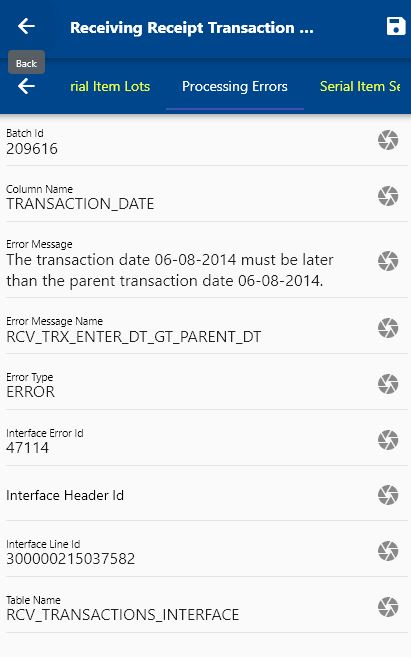 Receiving Receipt Transaction ...
Back
rial Item Lots Processing Errors Serial Item Se
Batch Id
209616
Column Name
TRANSACTION_DATE
Error Message
The transaction date 06-08-2014 must be later
than the parent transaction date 06-08-2014.
Error Message Name
RCV_TRX_ENTER_DT_GT_PARENT_DT
Error Type
ERROR
Interface Error Id
47114
Interface Header Id
Interface Line Id
300000215037582
Table Name
RCV_TRANSACTIONS_INTERFACE